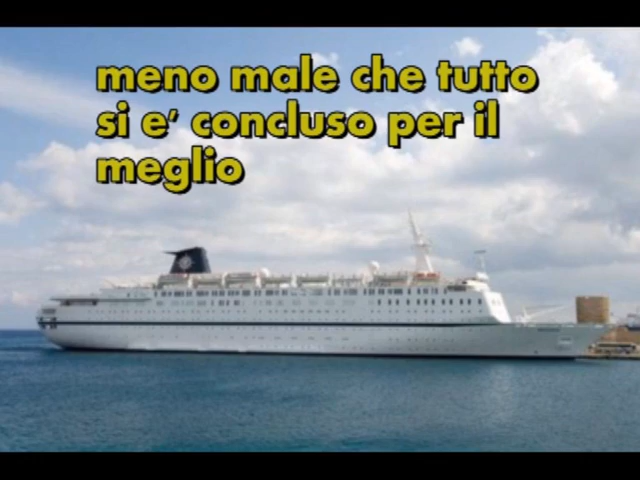 meno male che tutto
si e' concluso per il
meglio